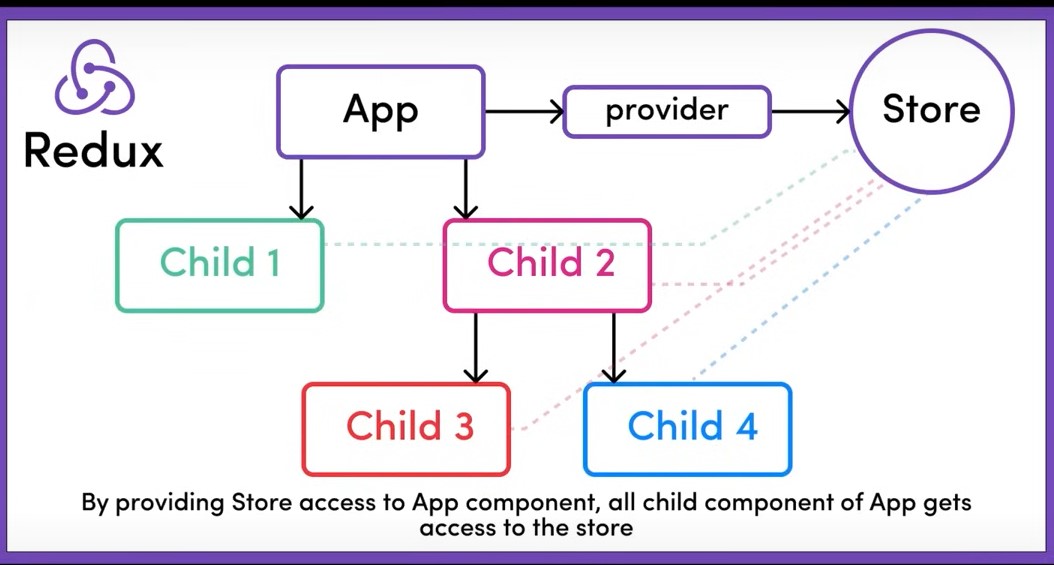 Redux
App
provider
Store
Child 1
Child 2
Child 3
Child 4
By providing Store access to App component, all child component of App gets
access to the store